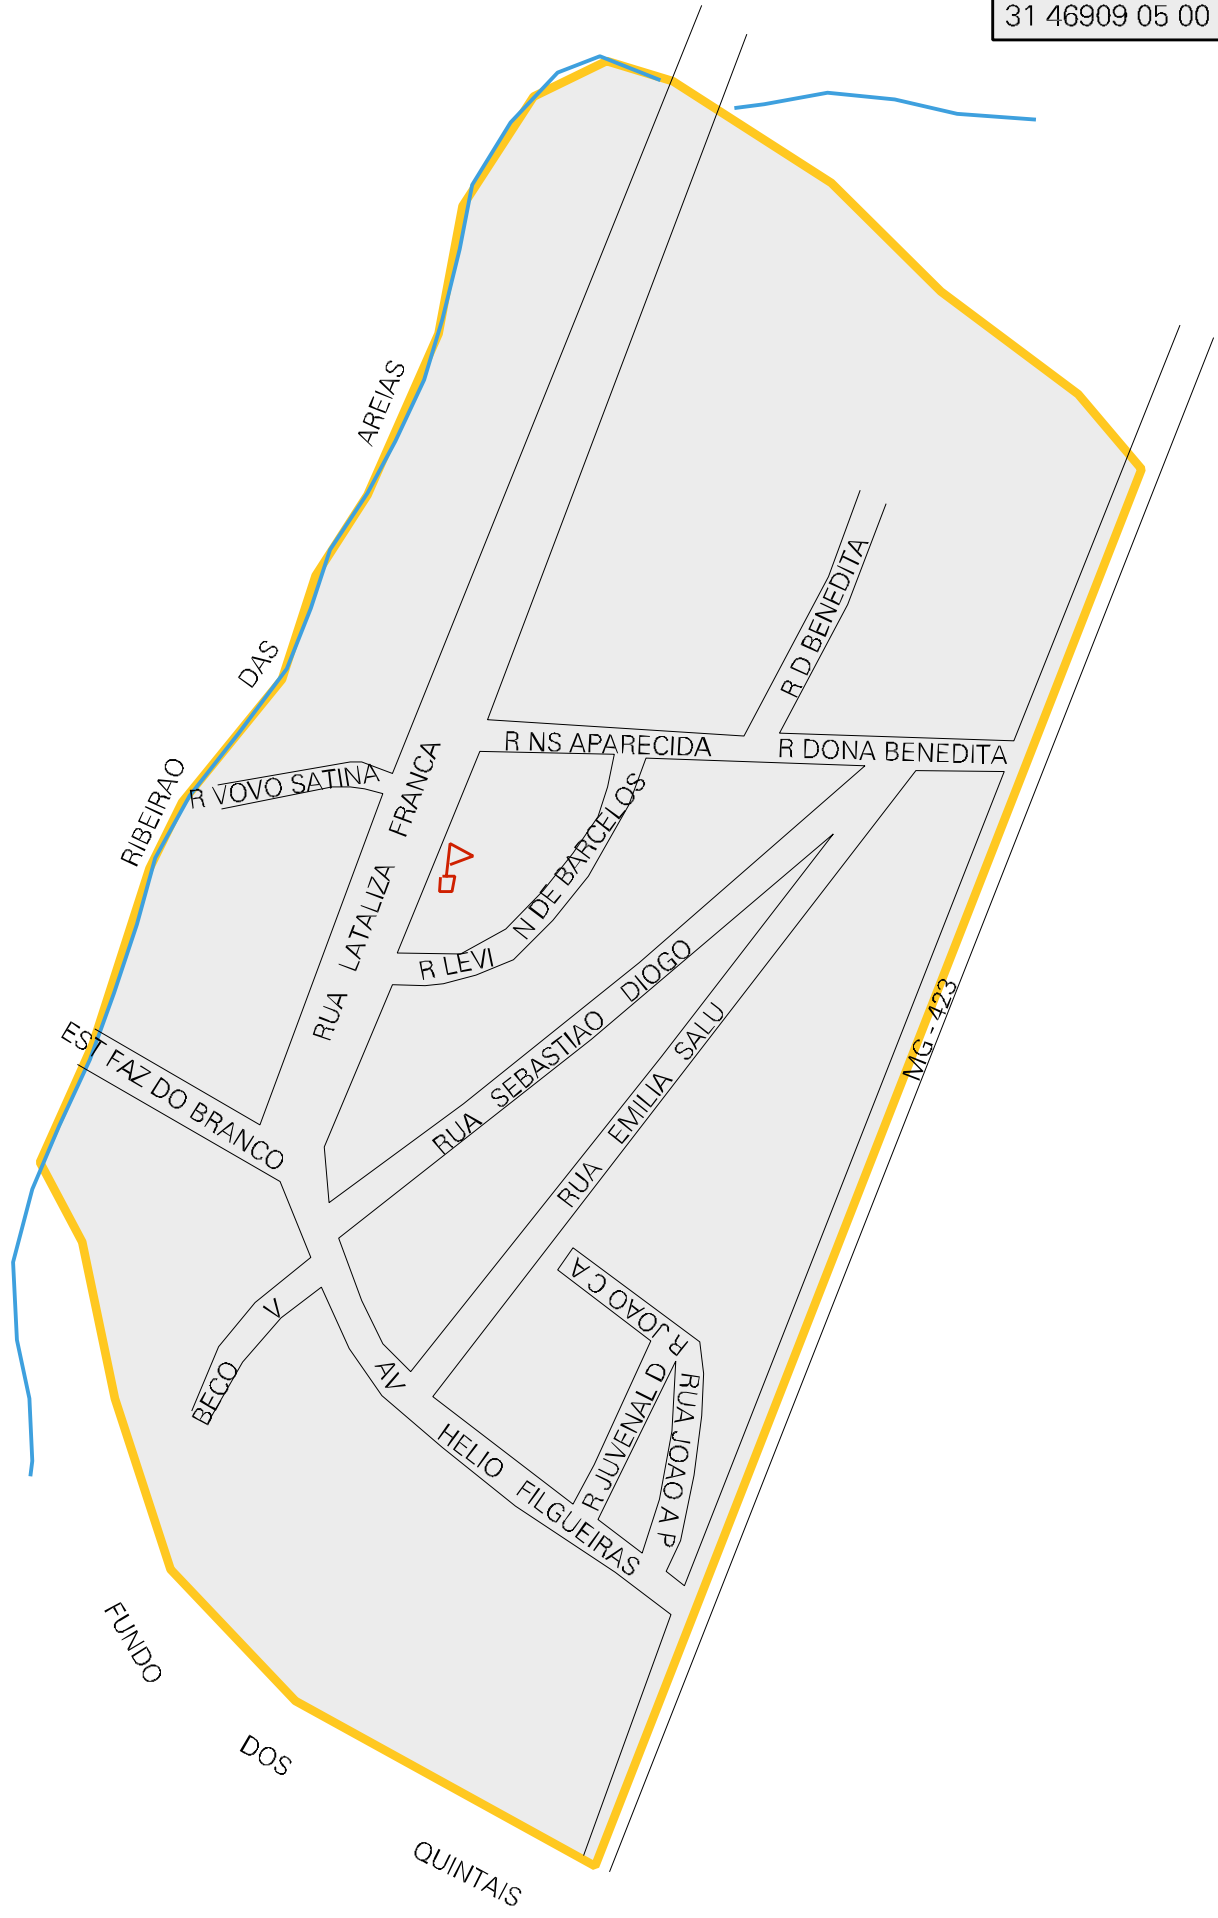 31 46909 05 00
AREIAS
DAS
RIBEIRAO
R D BENEDITA
R NS APARECIDA
R DONA BENEDITA
R VOVO SATINA
RUA LATALIZA FRANCA
R LEVI N DE BARCELOS
RUA SEBASTIAO DIOGO
RUA EMILIA SALU
MG - 423
EST FAZ DO BRANCO
R JOAO C A
BECO V
R JUVENAL D
RUA JOAO A P
AV HELIO FILGUEIRAS
FUNDO
DOS
QUINTAIS